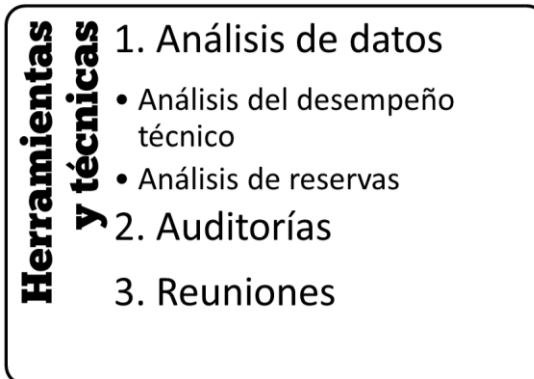 Herramientas
y técnicas
1. Análisis de datos
• Análisis del desempeño
técnico
• Análisis de reservas
2. Auditorías
3. Reuniones